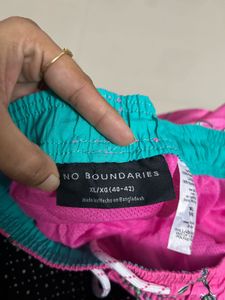 NO BOUNDARIES
XL/XG (40-42)
made in/Hecho en Bangladesh